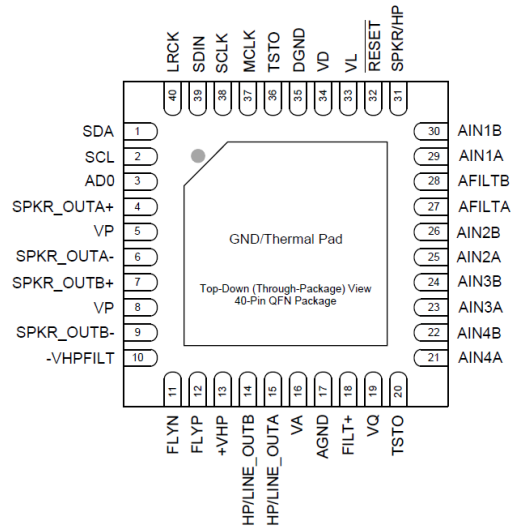 LRCK
SDIN
SCLK
MCLK
TSTO
DGND
VD
VL
RESET
SPKR/HP
40
39
38
37
36
35
34
33
32
31
SDA 1
SCL 2
AD0 3
SPKR_OUTA+ 4
VP 5
SPKR_OUTA- 6
SPKR_OUTB+ 7
VP 8
SPKR_OUTB- 9
-VHPFILT 10
GND/Thermal Pad
Top-Down (Through-Package) View
40-Pin QFN Package
30 AIN1B
29 AIN1A
28 AFILTB
27 AFILTA
26 AIN2B
25 AIN2A
24 AIN3B
23 AIN3A
22 AIN4B
21 AIN4A
11
12
13
14
15
16
17
18
19
20
FLYN
FLYP
+VHP
HP/LINE_OUTB
HP/LINE_OUTA
VA
AGND
FILT+
VQ
TSTO